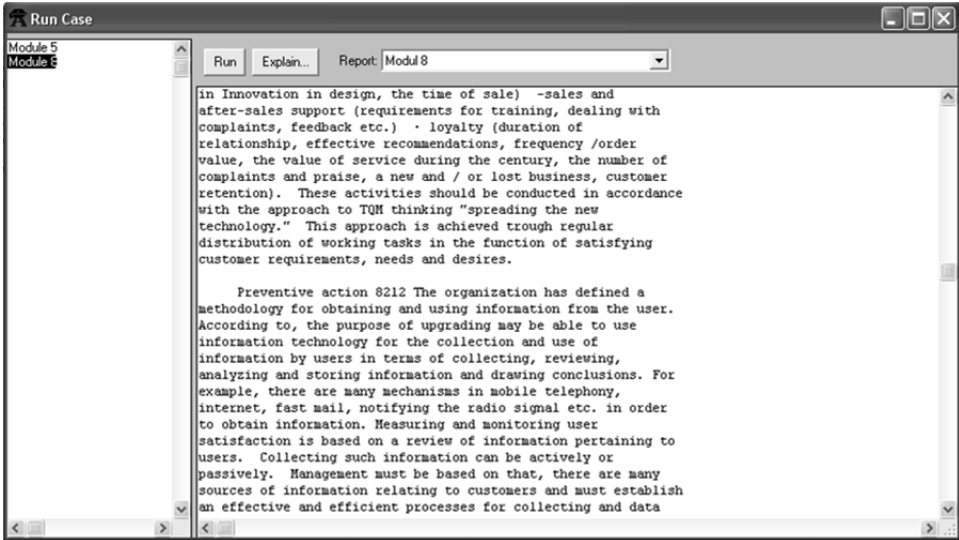 Run Case
Module 5
Module 8
Run
Explain...
Report:
Modul 8
in Innovation in design, the time of sale)  -sales and
after-sales support (requirements for training, dealing with
complaints, feedback etc.)  · loyalty (duration of
relationship, effective recommendations, frequency /order
value, the value of service during the century, the number of
complaints and praise, a new and / or lost business, customer
retention).  These activities should be conducted in accordance
with the approach to TQM thinking "spreading the new
technology."  This approach is achieved trough regular
distribution of working tasks in the function of satisfying
customer requirements, needs and desires.
Preventive action 8212 The organization has defined a
methodology for obtaining and using information from the user.
According to, the purpose of upgrading may be able to use
information technology for the collection and use of
information by users in terms of collecting, reviewing,
analyzing and storing information and drawing conclusions. For
example, there are many mechanisms in mobile telephony,
internet, fast mail, notifying the radio signal etc. in order
to obtain information. Measuring and monitoring user
satisfaction is based on a review of information pertaining to
users.  Collecting such information can be actively or
passively.  Management must be based on that, there are many
sources of information relating to customers and must establish
an effective and efficient processes for collecting and data